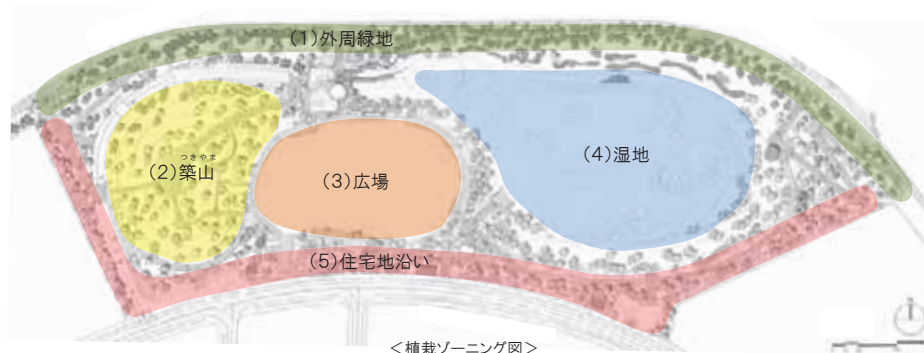 (1)外周緑地
つきやま
(2)築山
(3)広場
(4)湿地
(5)住宅地沿い
<植栽ゾーニング図>